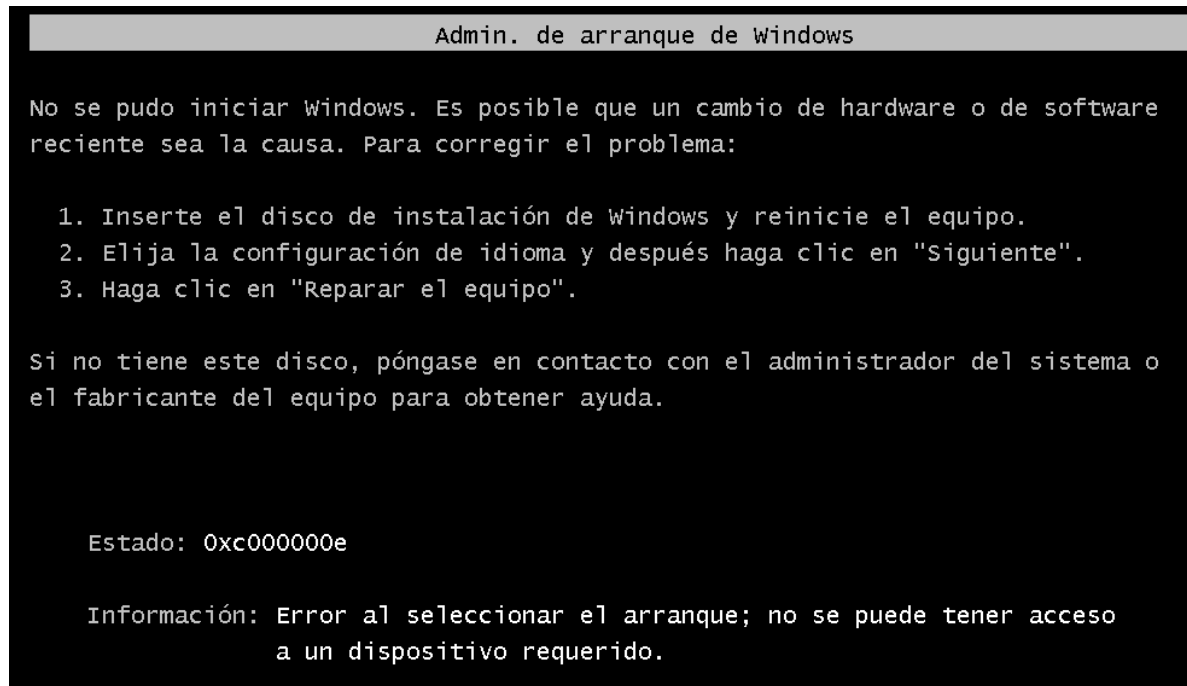 Admin. de arranque de Windows
No se pudo iniciar Windows. Es posible que un cambio de hardware o de software
reciente sea la causa. Para corregir el problema:
1. Inserte el disco de instalación de Windows y reinicie el equipo.
2. Elija la configuración de idioma y después haga clic en "Siguiente".
3. Haga clic en "Reparar el equipo".
Si no tiene este disco, póngase en contacto con el administrador del sistema o
el fabricante del equipo para obtener ayuda.
Estado: 0xc000000e
Información: Error al seleccionar el arranque; no se puede tener acceso
a un dispositivo requerido.